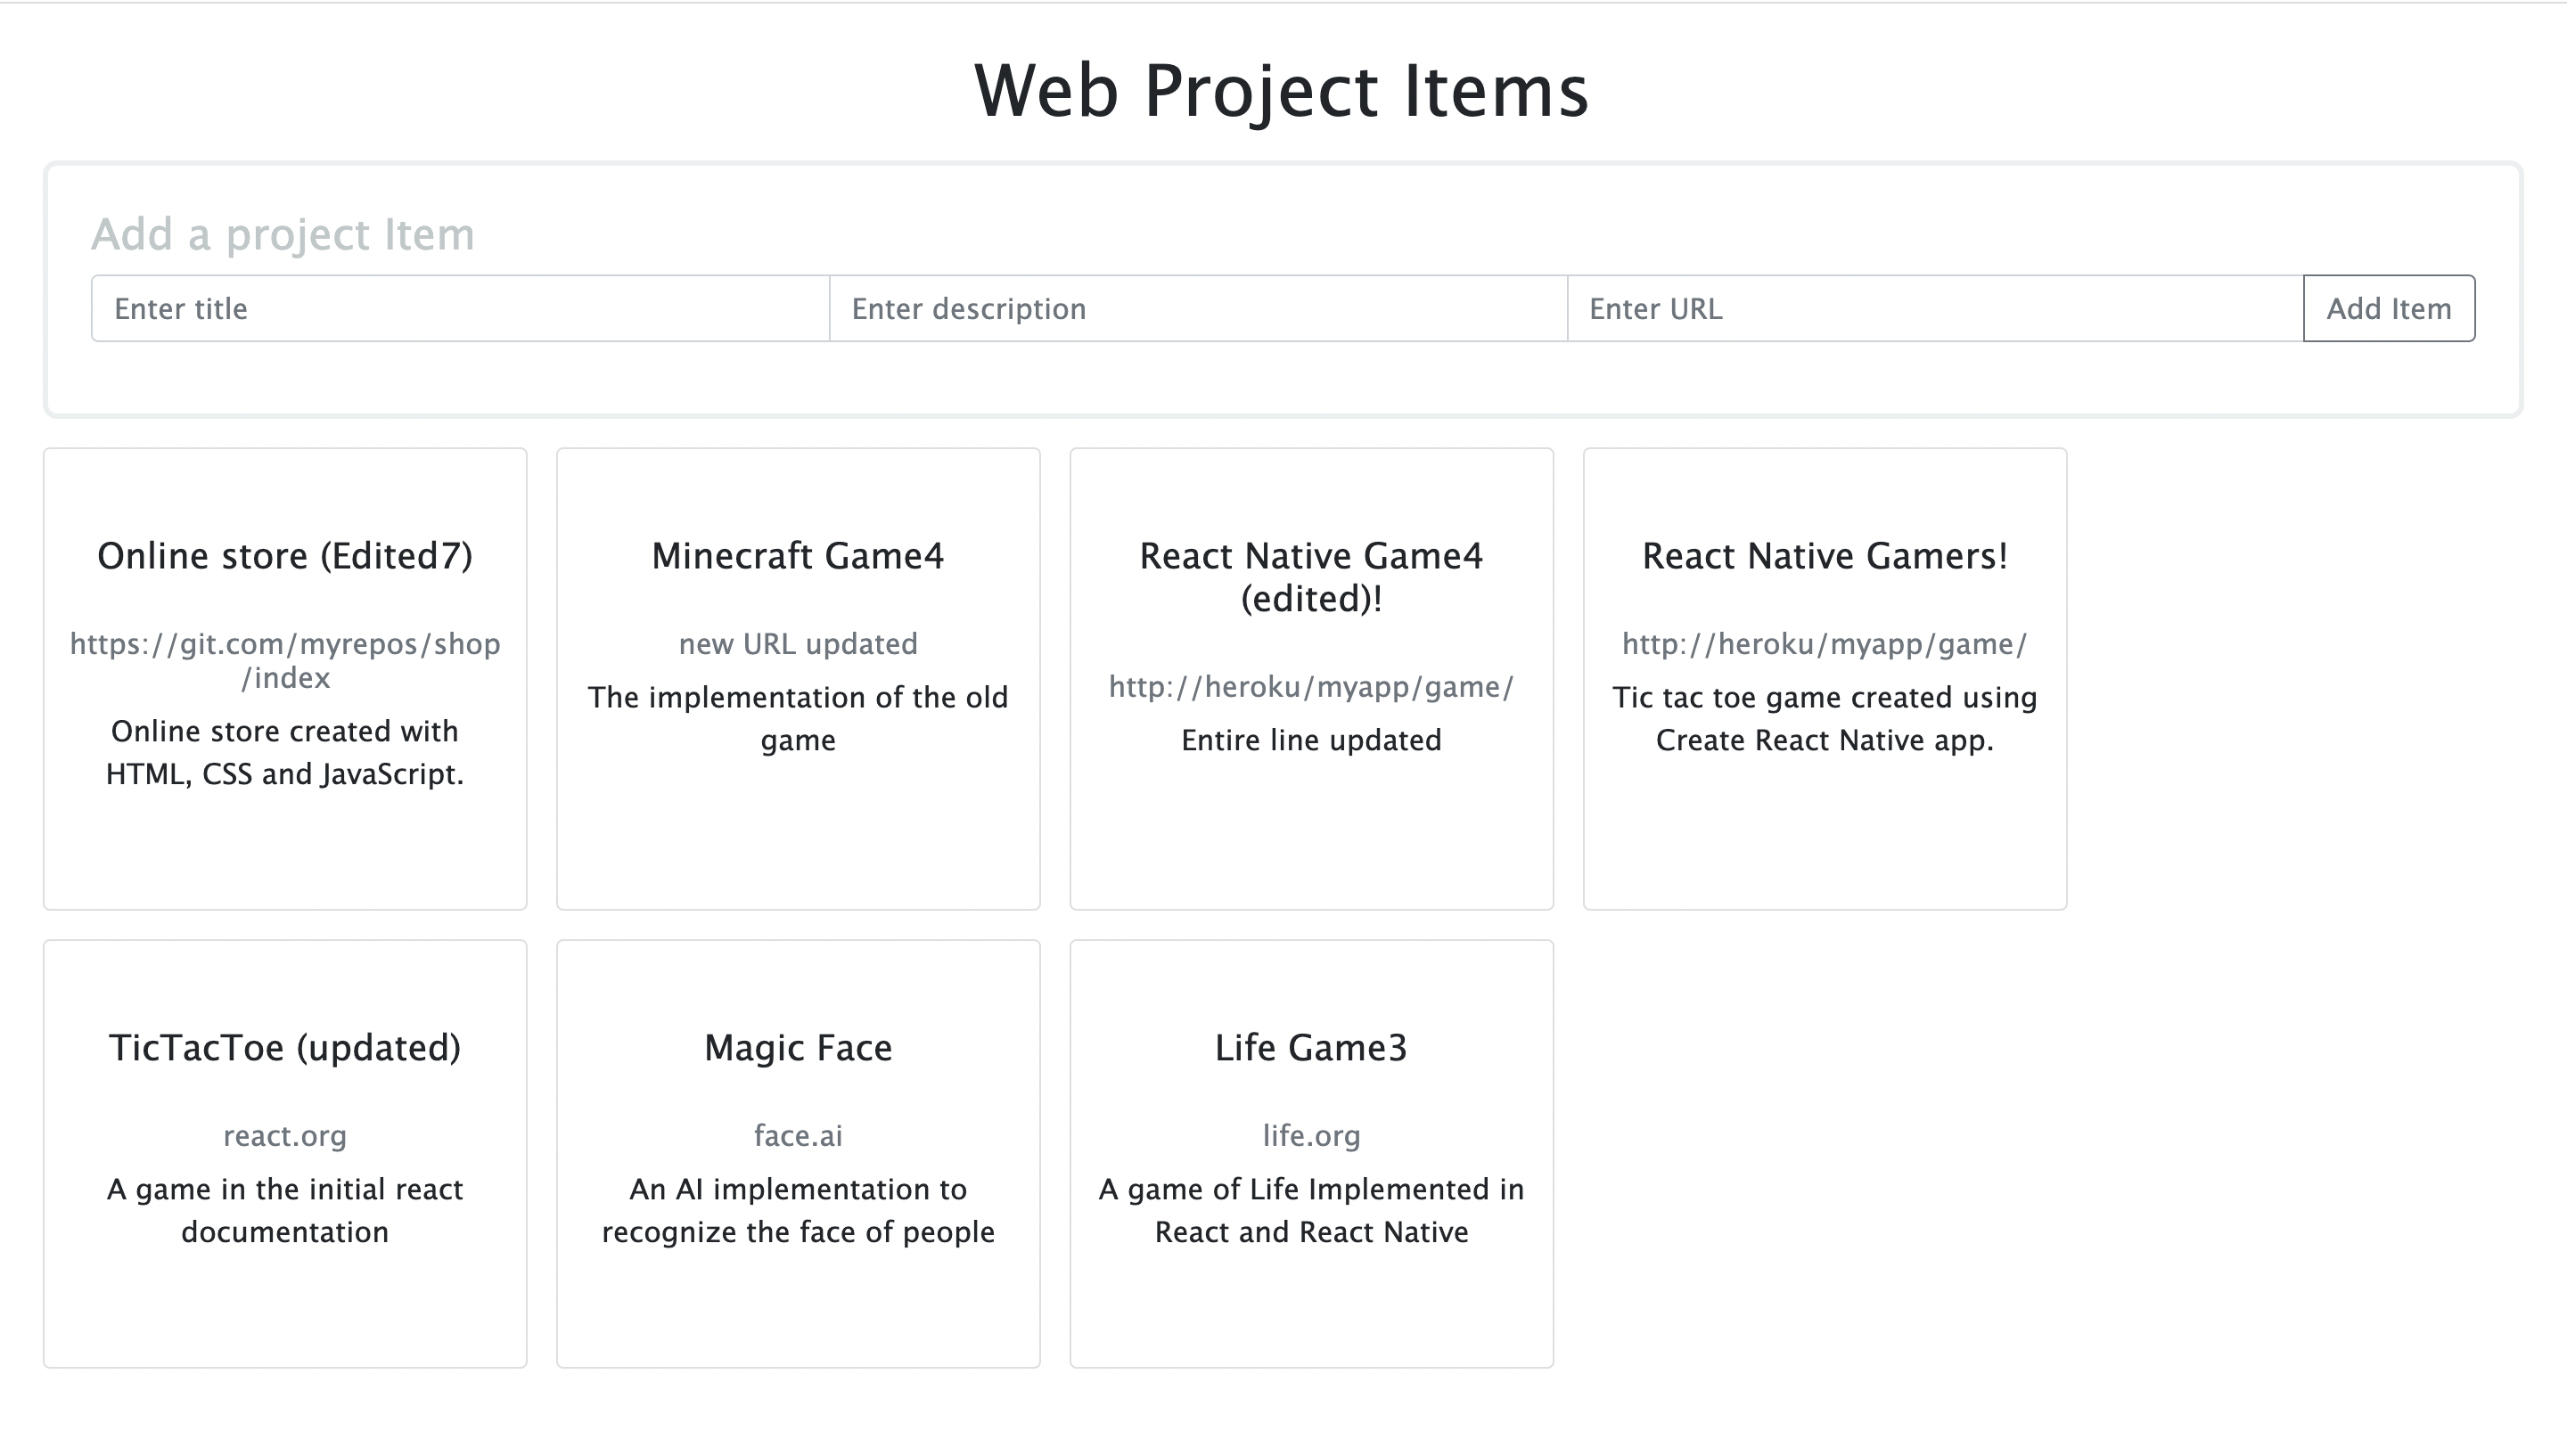 Web Project Items
Add a project Item
Enter title
Enter description
Enter URL
Add Item
Online store (Edited7)
https://git.com/myrepos/shop
/index
Online store created with
HTML, CSS and JavaScript.
Minecraft Game4
new URL updated
The implementation of the old
game
React Native Game4
(edited)!
http://heroku/myapp/game/
Entire line updated
React Native Gamers!
http://heroku/myapp/game/
Tic tac toe game created using
Create React Native app.
TicTacToe (updated)
react.org
A game in the initial react
documentation
Magic Face
face.ai
An AI implementation to
recognize the face of people
Life Game3
life.org
A game of Life Implemented in
React and React Native